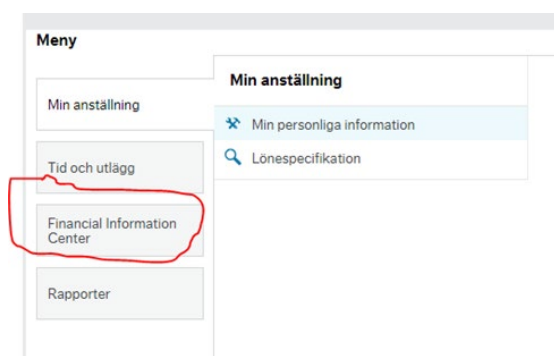 Meny
Min anställning
Tid och utlägg
Financial Information
Center
Rapporter
Min anställning
Min personliga information
Lönespecifikation